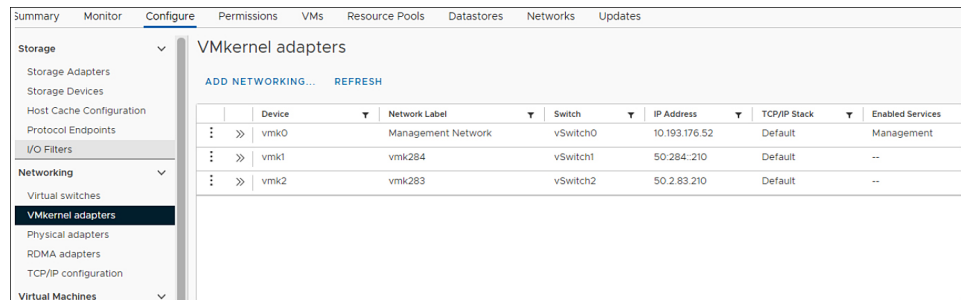 Summary Monitor Configure Permissions VMs Resource Pools Datastores Networks Updates
Storage
Storage Adapters
Storage Devices
Host Cache Configuration
Protocol Endpoints
I/O Filters
Networking
Virtual switches
VMkernel adapters
Physical adapters
RDMA adapters
TCP/IP configuration
Virtual Machines
VMkernel adapters
ADD NETWORKING... REFRESH
Device Network Label Switch IP Address TCP/IP Stack Enabled Services
vmk0 Management Network vSwitch0 10.193.176.52 Default Management
vmk1 vmk284 vSwitch1 50:284::210 Default --
vmk2 vmk283 vSwitch2 50.2.83.210 Default --